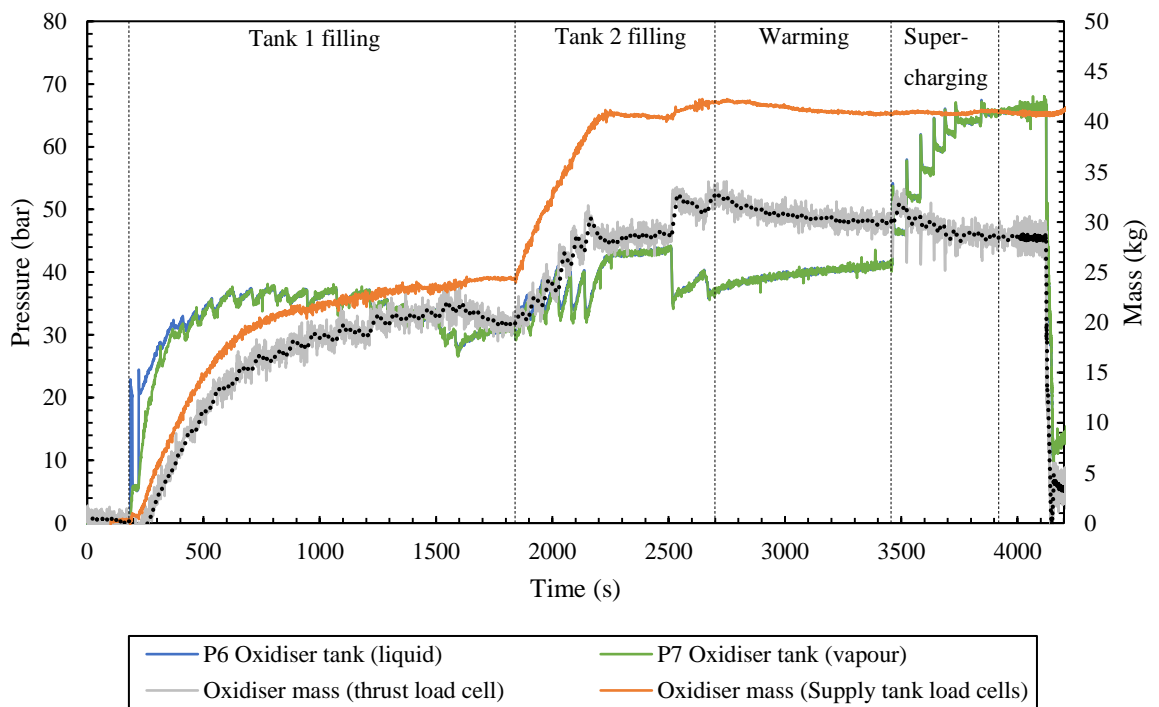 Tank 1 filling
Tank 2 filling
Warming
Super-
charging
80
70
60
50
40
30
20
10
0
Pressure (bar)
50
45
40
35
30
25
20
15
10
5
0
Mass (kg)
0
500
1000
1500
2000
2500
3000
3500
4000
Time (s)
P6 Oxidiser tank (liquid)
P7 Oxidiser tank (vapour)
Oxidiser mass (thrust load cell)
Oxidiser mass (Supply tank load cells)